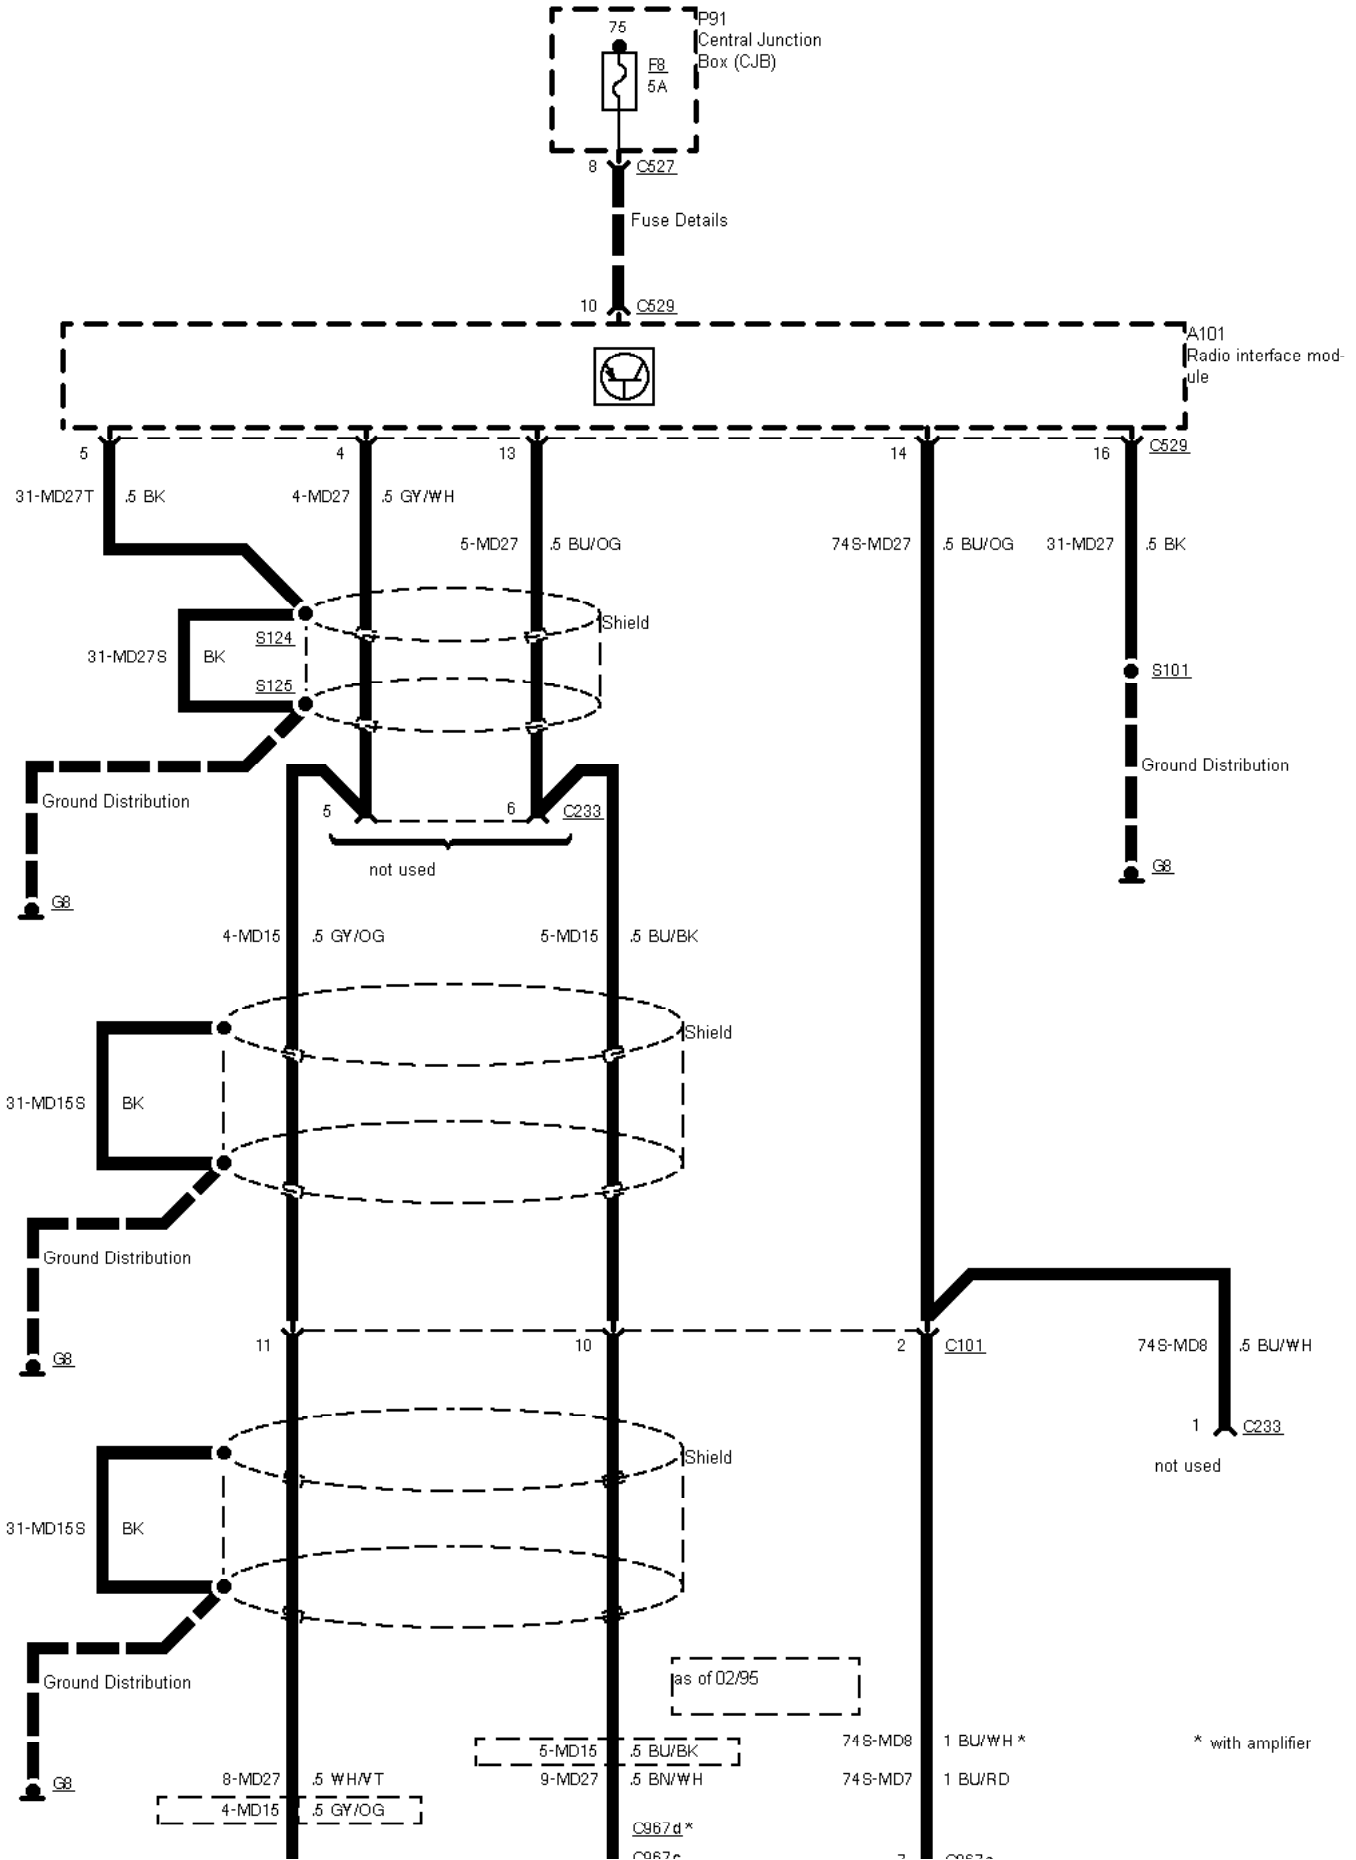 75
P91
Central Junction
Box (CJB)
F8
5A
8
C527
Fuse Details
10
C529
A101
Radio interface mod-
ule
5
4
13
14
16
C529
31-MD27T .5 BK
4-MD27 .5 GY/WH
5-MD27 .5 BU/OG
74S-MD27 .5 BU/OG
31-MD27 .5 BK
Shield
S124
31-MD27S BK
S125
S101
Ground Distribution
Ground Distribution
5
6
C233
not used
G8
G8
4-MD15 .5 GY/OG
5-MD15 .5 BU/BK
Shield
31-MD15S BK
Ground Distribution
G8
11
10
2
C101
74S-MD8 .5 BU/WH
1
C233
not used
Shield
31-MD15S BK
Ground Distribution
as of 02/95
74S-MD8 1 BU/WH *
* with amplifier
5-MD15 .5 BU/BK
G8
8-MD27 .5 WH/VT
9-MD27 .5 BN/WH
74S-MD7 1 BU/RD
4-MD15 .5 GY/OG
C967d *
C967c
7